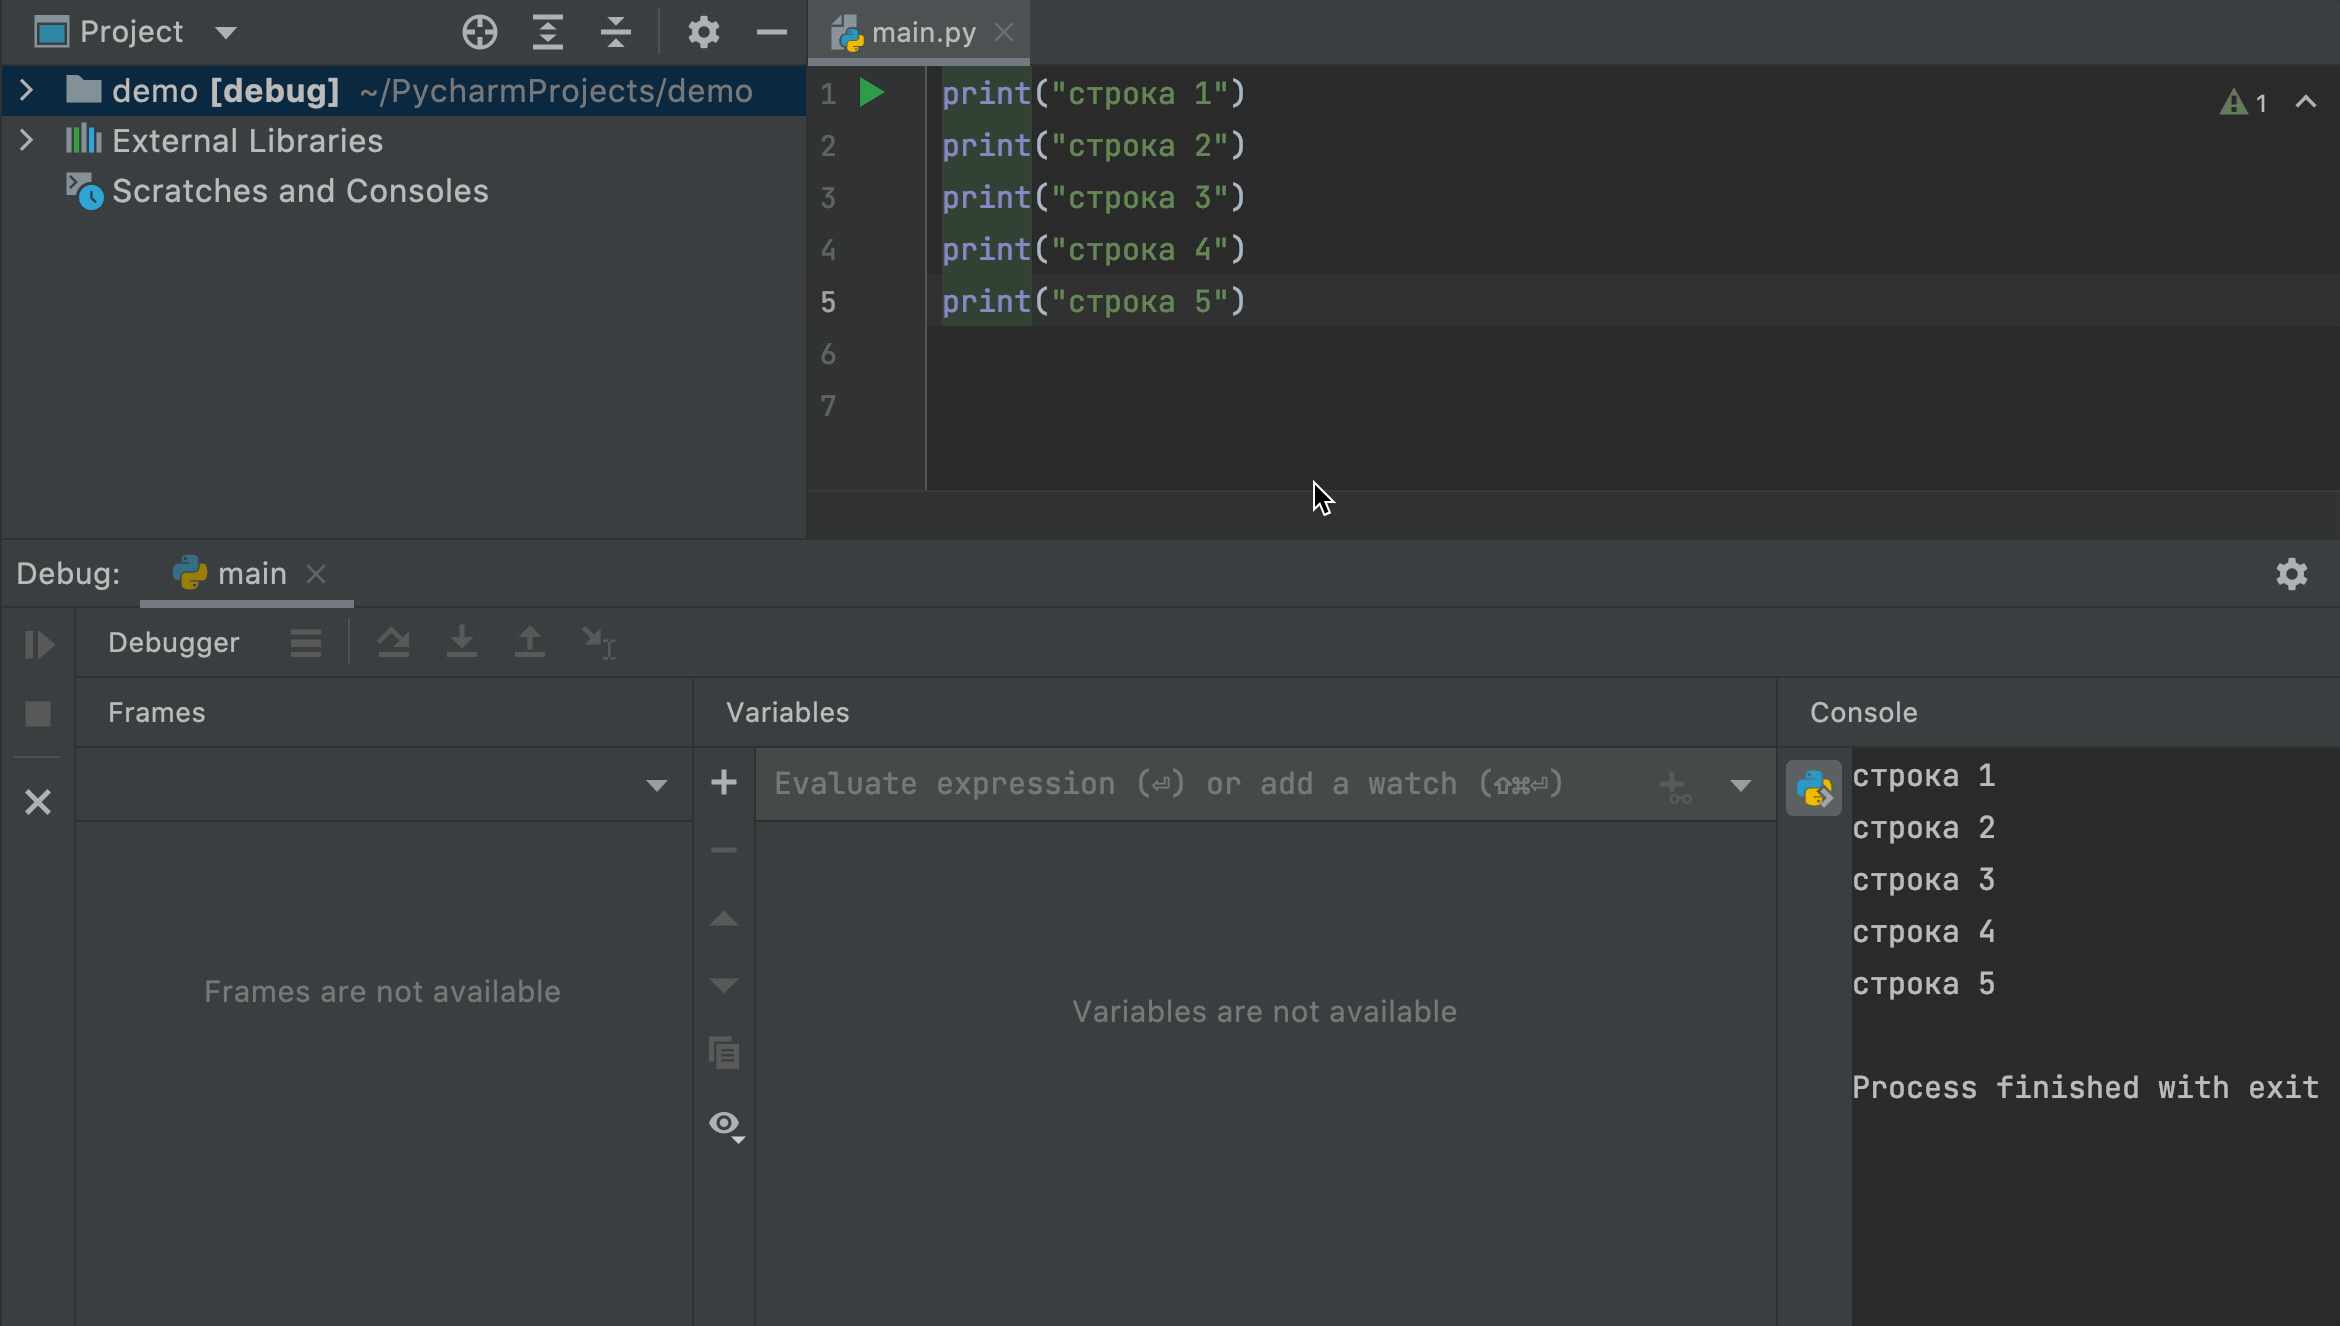 Project
demo [debug] ~/PycharmProjects/demo
External Libraries
Scratches and Consoles
main.py
1 print("строка 1")
2 print("строка 2")
3 print("строка 3")
4 print("строка 4")
5 print("строка 5")
6
7
1
Debug: main
Debugger
Frames
Frames are not available
Variables
Evaluate expression (⏎) or add a watch (⇧⌘⏎)
Variables are not available
Console
строка 1
строка 2
строка 3
строка 4
строка 5
Process finished with exit